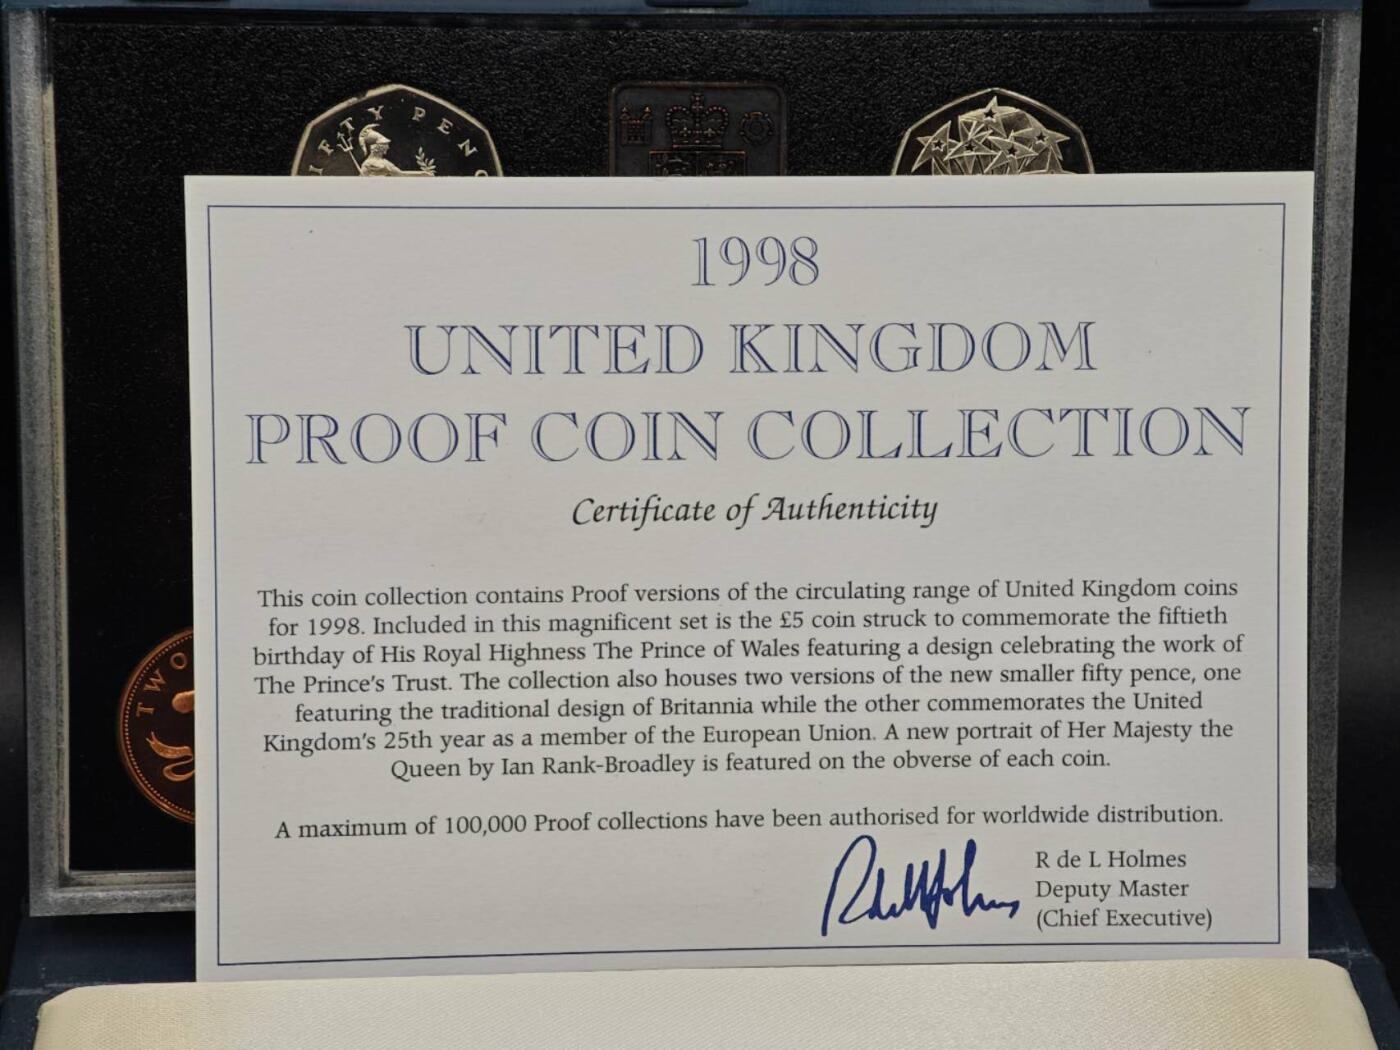 FIFTY PEN
TWO
1998
UNITED KINGDOM
PROOF COIN COLLECTION
Certificate of Authenticity
This coin collection contains Proof versions of the circulating range of United Kingdom coins
for 1998. Included in this magnificent set is the £5 coin struck to commemorate the fiftieth
birthday of His Royal Highness The Prince of Wales featuring a design celebrating the work of
The Prince's Trust. The collection also houses two versions of the new smaller fifty pence, one
featuring the traditional design of Britannia while the other commemorates the United
Kingdom's 25th year as a member of the European Union. A new portrait of Her Majesty the
Queen by Ian Rank-Broadley is featured on the obverse of each coin.
A maximum of 100,000 Proof collections have been authorised for worldwide distribution.
R de L Holmes
Deputy Master
(Chief Executive)